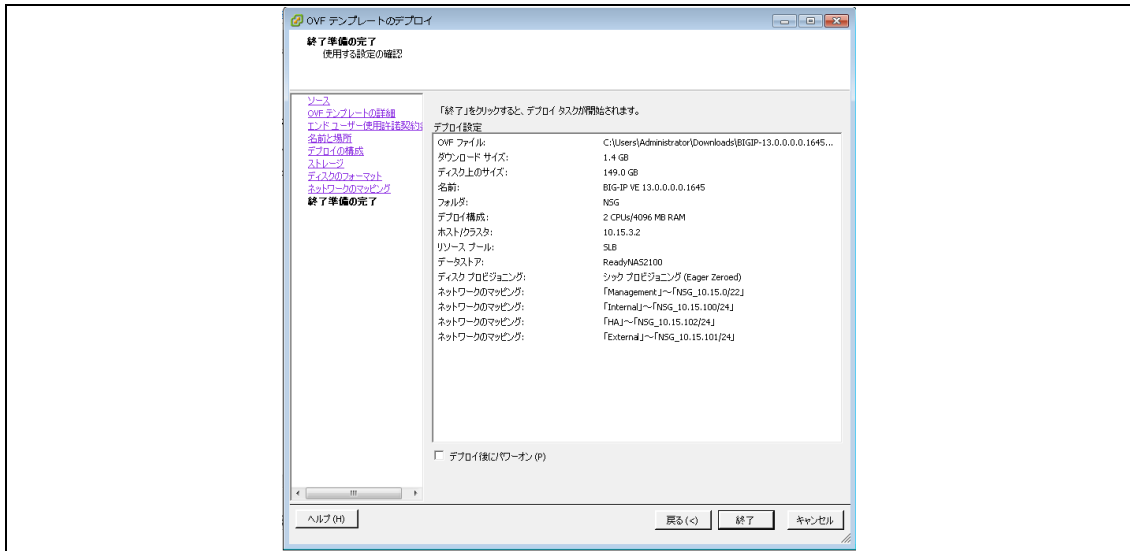 OVF テンプレートのデプロイ
終了準備の完了
使用する設定の確認
ソース
OVF テンプレートの詳細
エンド ユーザー使用許諾契約
名前と場所
デプロイの構成
ストレージ
ディスクのフォーマット
ネットワークのマッピング
終了準備の完了
「終了」をクリックすると、デプロイ タスクが開始されます。
デプロイ設定
OVF ファイル: C:\Users\Administrator\Downloads\BIGIP-13.0.0.0.0.1645...
ダウンロード サイズ: 1.4 GB
ディスク上のサイズ: 149.0 GB
名前: BIG-IP VE 13.0.0.0.0.1645
フォルダ: NSG
デプロイ構成: 2 CPUs/4096 MB RAM
ホスト/クラスタ: 10.15.3.2
リソース プール: SLB
データストア: ReadyNAS2100
ディスク プロビジョニング: シック プロビジョニング (Eager Zeroed)
ネットワークのマッピング: 「Management」～「NSG_10.15.0/22」
ネットワークのマッピング: 「Internal」～「NSG_10.15.100/24」
ネットワークのマッピング: 「HA」～「NSG_10.15.102/24」
ネットワークのマッピング: 「External」～「NSG_10.15.101/24」
デプロイ後にパワーオン (P)
ヘルプ (H)
戻る (<)
終了
キャンセル